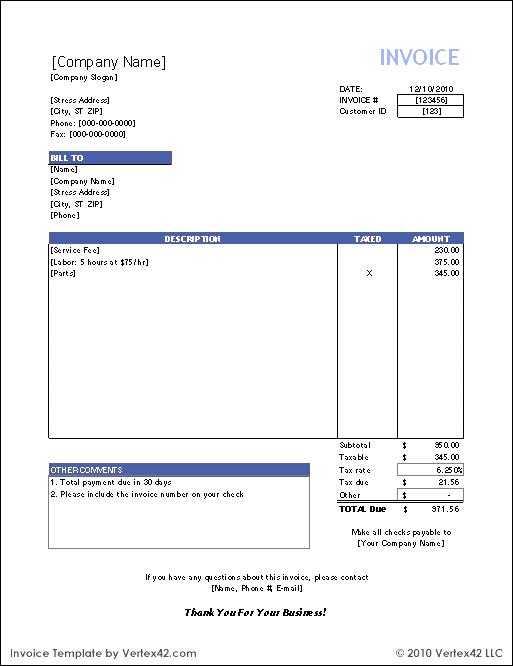 INVOICE
[Company Name]
[Company Slogan]
DATE: 12/10/2010
[Stress Address] INVOICE # [123456]
[City, ST ZIP] Customer ID [123]
Phone: [000-000-0000]
Fax: [000-000-0000]
BILL TO
[Name]
[Company Name]
[Stress Address]
[City, ST ZIP]
[Phone]
DESCRIPTION TAXED AMOUNT
[Service Fee] 230.00
[Labor: 5 hours at $75/hr] 375.00
[Parts] X 345.00
Subtotal $ 950.00
Taxable 345.00
Tax rate 6.250%
Tax due $ 21.56
Other $ -
TOTAL Due $ 971.56
OTHER COMMENTS
1. Total payment due in 30 days
2. Please include the invoice number on your check
Make all checks payable to
[Your Company Name]
If you have any questions about this invoice, please contact
[Name, Phone #, E-mail]
Thank You For Your Business!
Invoice Template by Vertex42.com © 2010 Vertex42 LLC